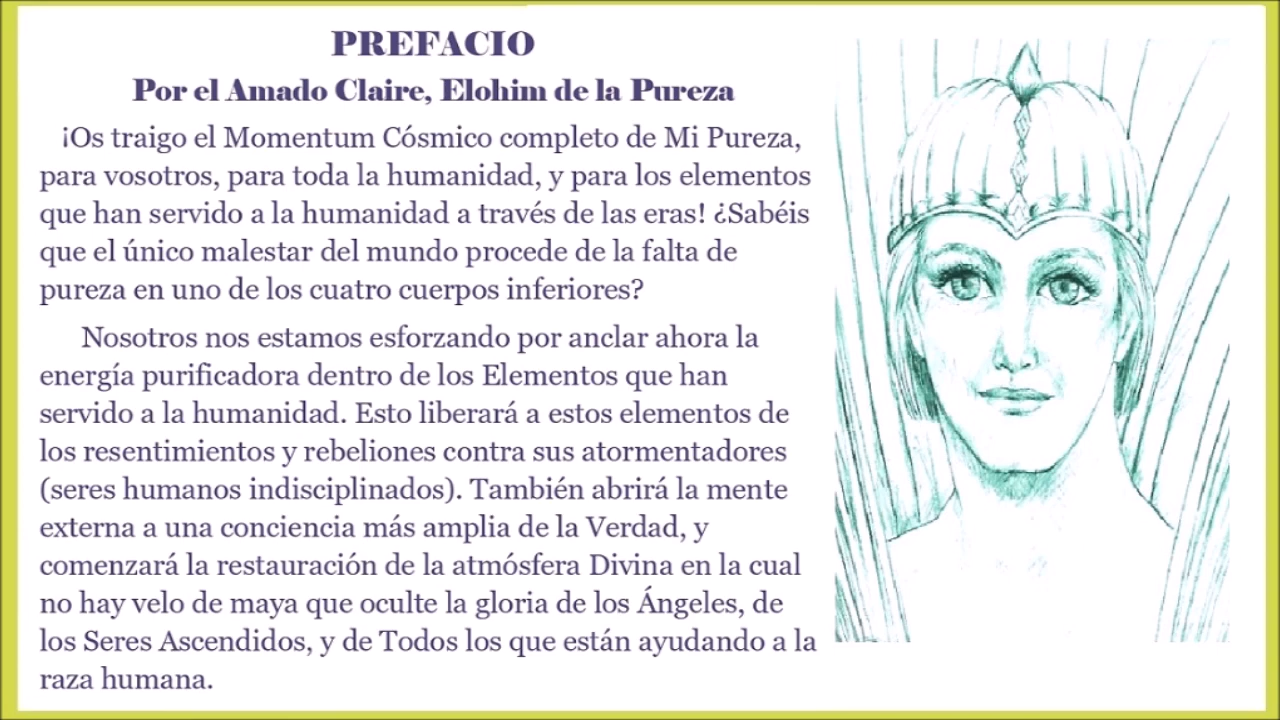 PREFACIO
Por el Amado Claire, Elohim de la Pureza
¡Os traigo el Momentum Cósmico completo de Mi Pureza,
para vosotros, para toda la humanidad, y para los elementos
que han servido a la humanidad a través de las eras! ¿Sabéis
que el único malestar del mundo procede de la falta de
pureza en uno de los cuatro cuerpos inferiores?
Nosotros nos estamos esforzando por anclar ahora la
energía purificadora dentro de los Elementos que han
servido a la humanidad. Esto liberará a estos elementos de
los resentimientos y rebeliones contra sus atormentadores
(seres humanos indisciplinados). También abrirá la mente
externa a una conciencia más amplia de la Verdad, y
comenzará la restauración de la atmósfera Divina en la cual
no hay velo de maya que oculte la gloria de los Ángeles, de
los Seres Ascendidos, y de Todos los que están ayudando a la
raza humana.